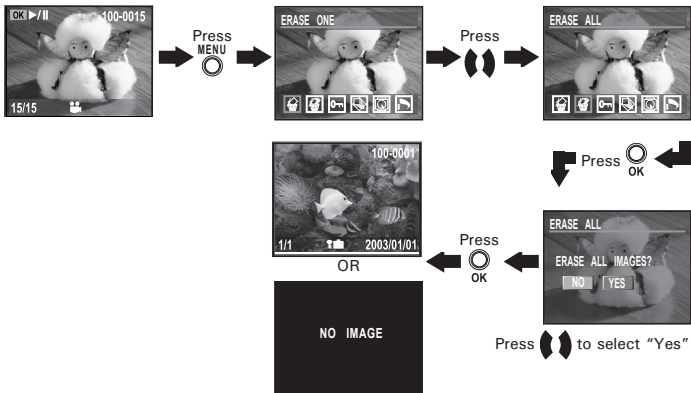 OK ▶/II 100-0015
15/15
Press
MENU
ERASE ONE
Press
ERASE ALL
Press
OK
ERASE ALL
ERASE ALL IMAGES?
NO YES
Press to select “Yes”
Press
OK
100-0001
1/1 2003/01/01
OR
NO IMAGE